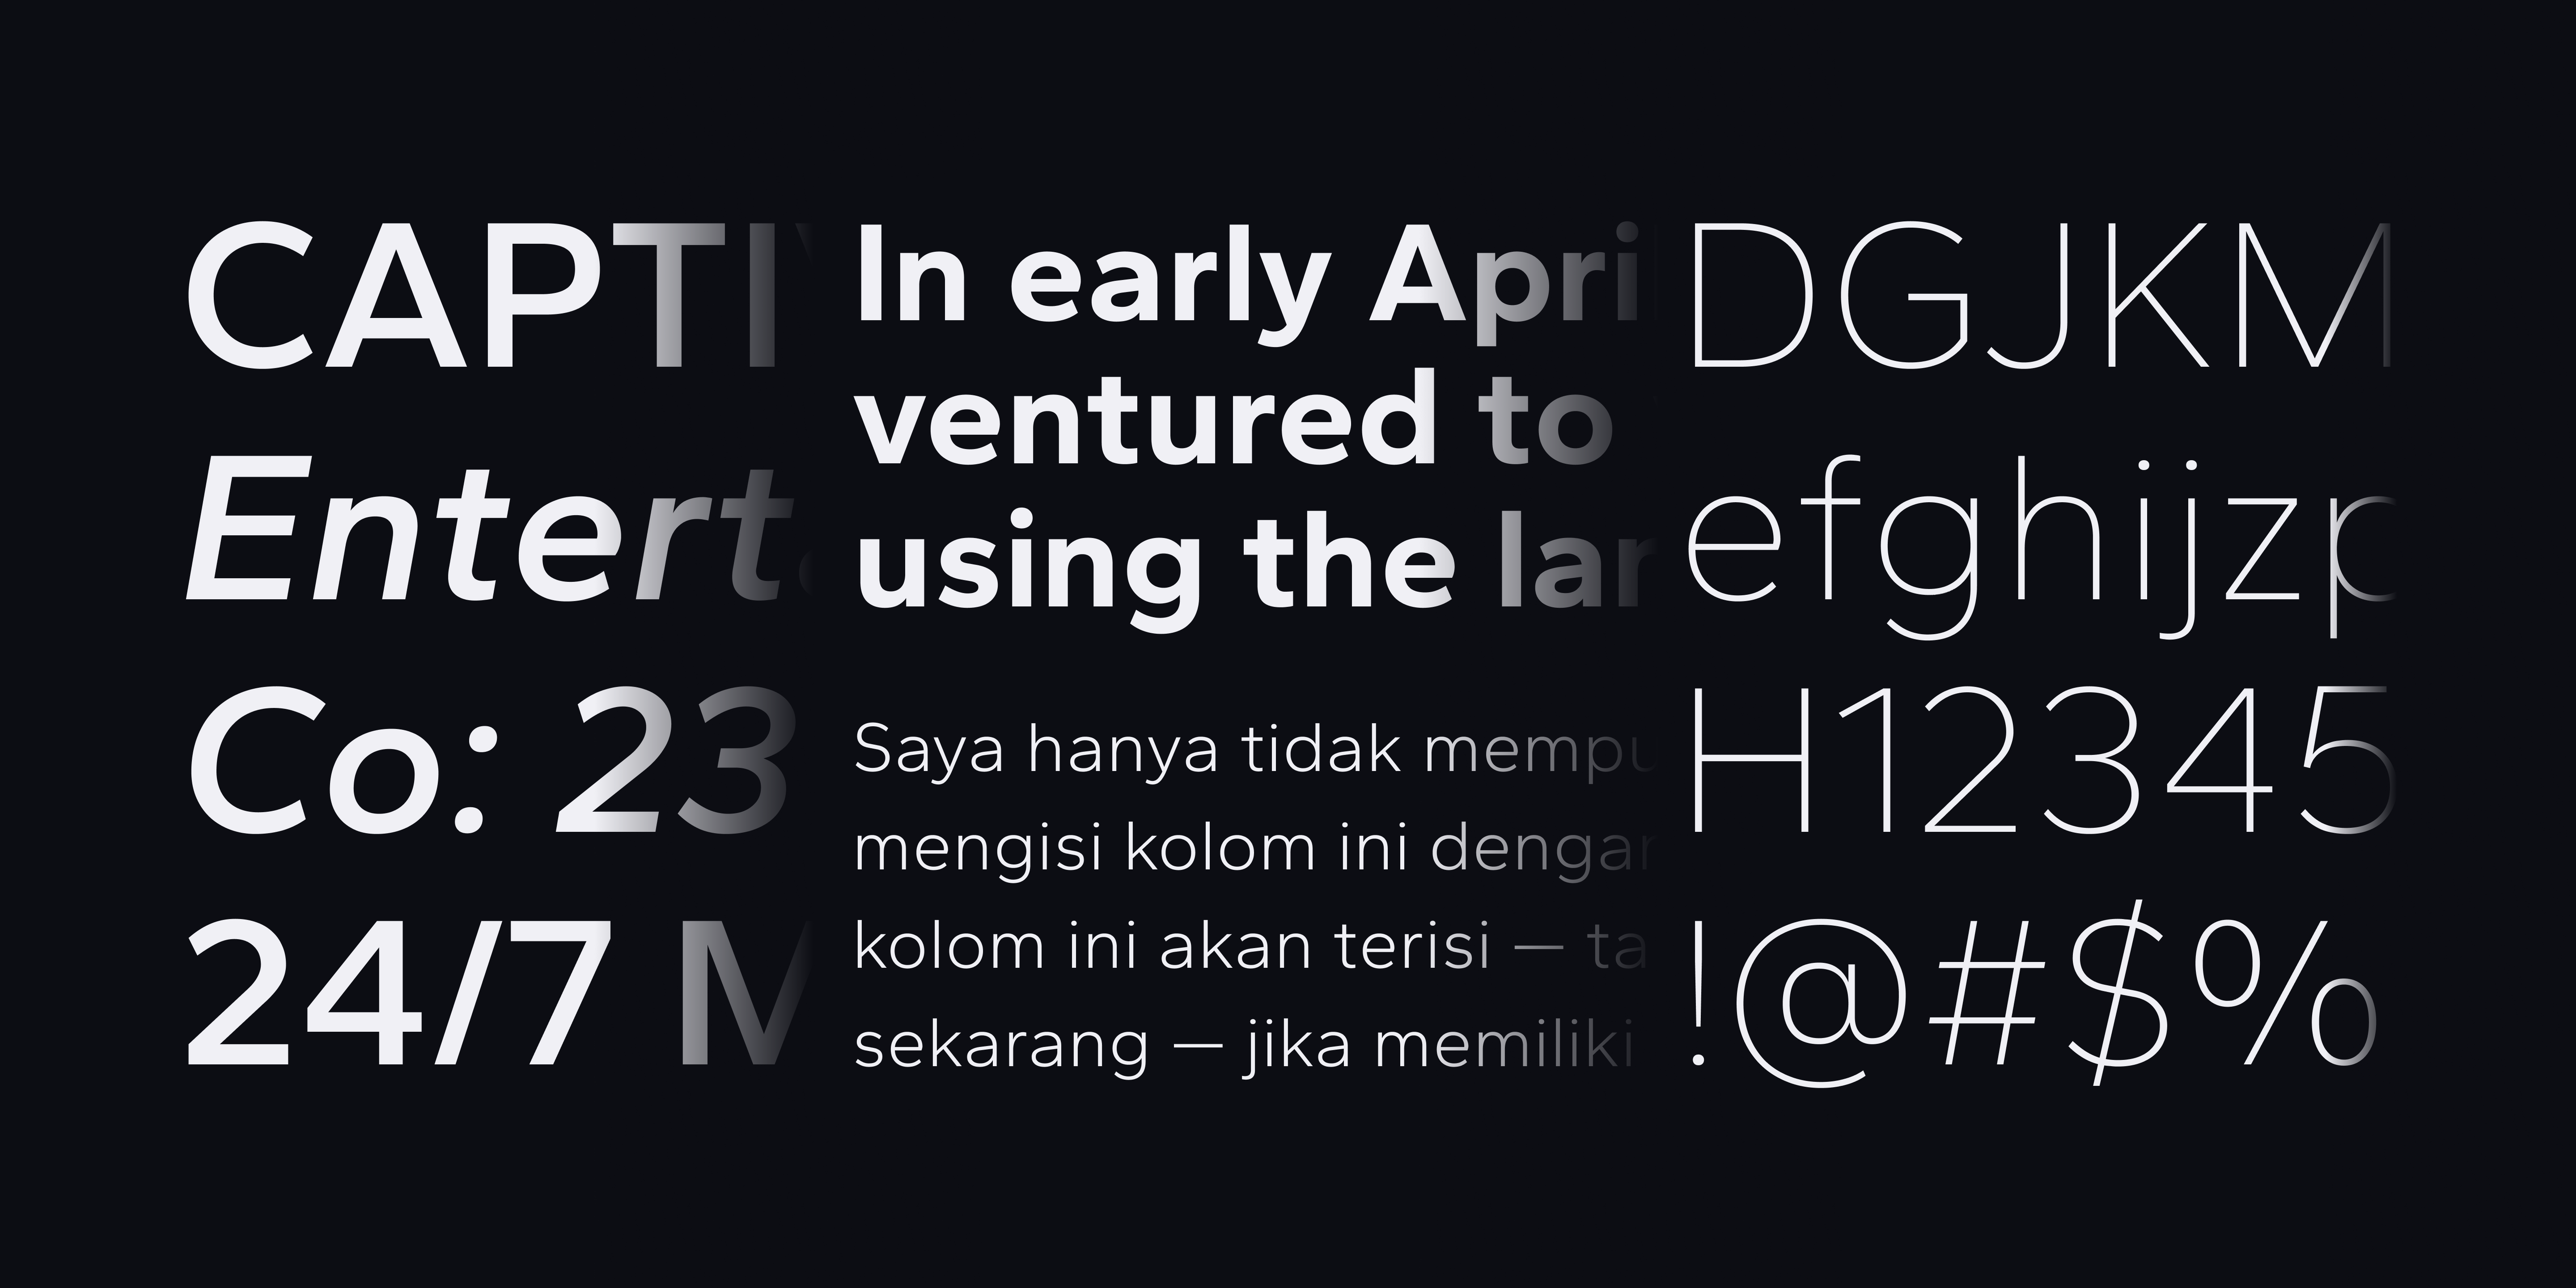 CAPTI
Entert
Co: 23
24/7 M
In early Apri
ventured to
using the lar
Saya hanya tidak mempu
mengisi kolom ini dengan
kolom ini akan terisi — ta
sekarang — jika memiliki
DGJKM
efghijzp
H12345
!@#$%